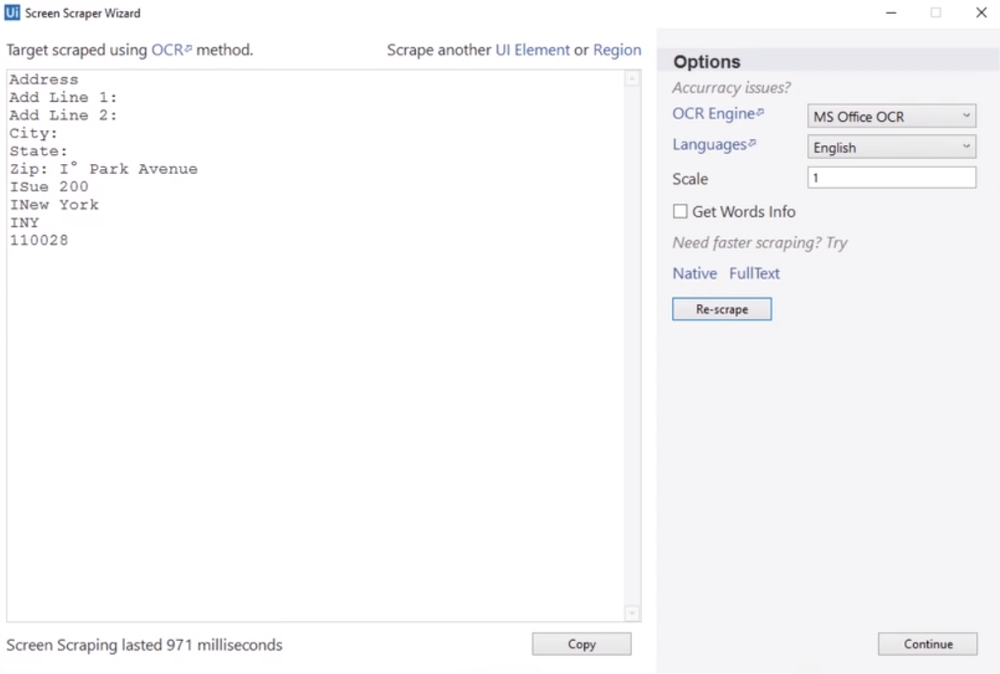 Ui Screen Scraper Wizard
Target scraped using OCR method.
Scrape another UI Element or Region
Address
Add Line 1:
Add Line 2:
City:
State:
Zip: I° Park Avenue
ISue 200
INew York
INY
110028
Screen Scraping lasted 971 milliseconds
Copy
Options
Accurracy issues?
OCR Engine MS Office OCR
Languages English
Scale 1
Get Words Info
Need faster scraping? Try
Native FullText
Re-scrape
Continue